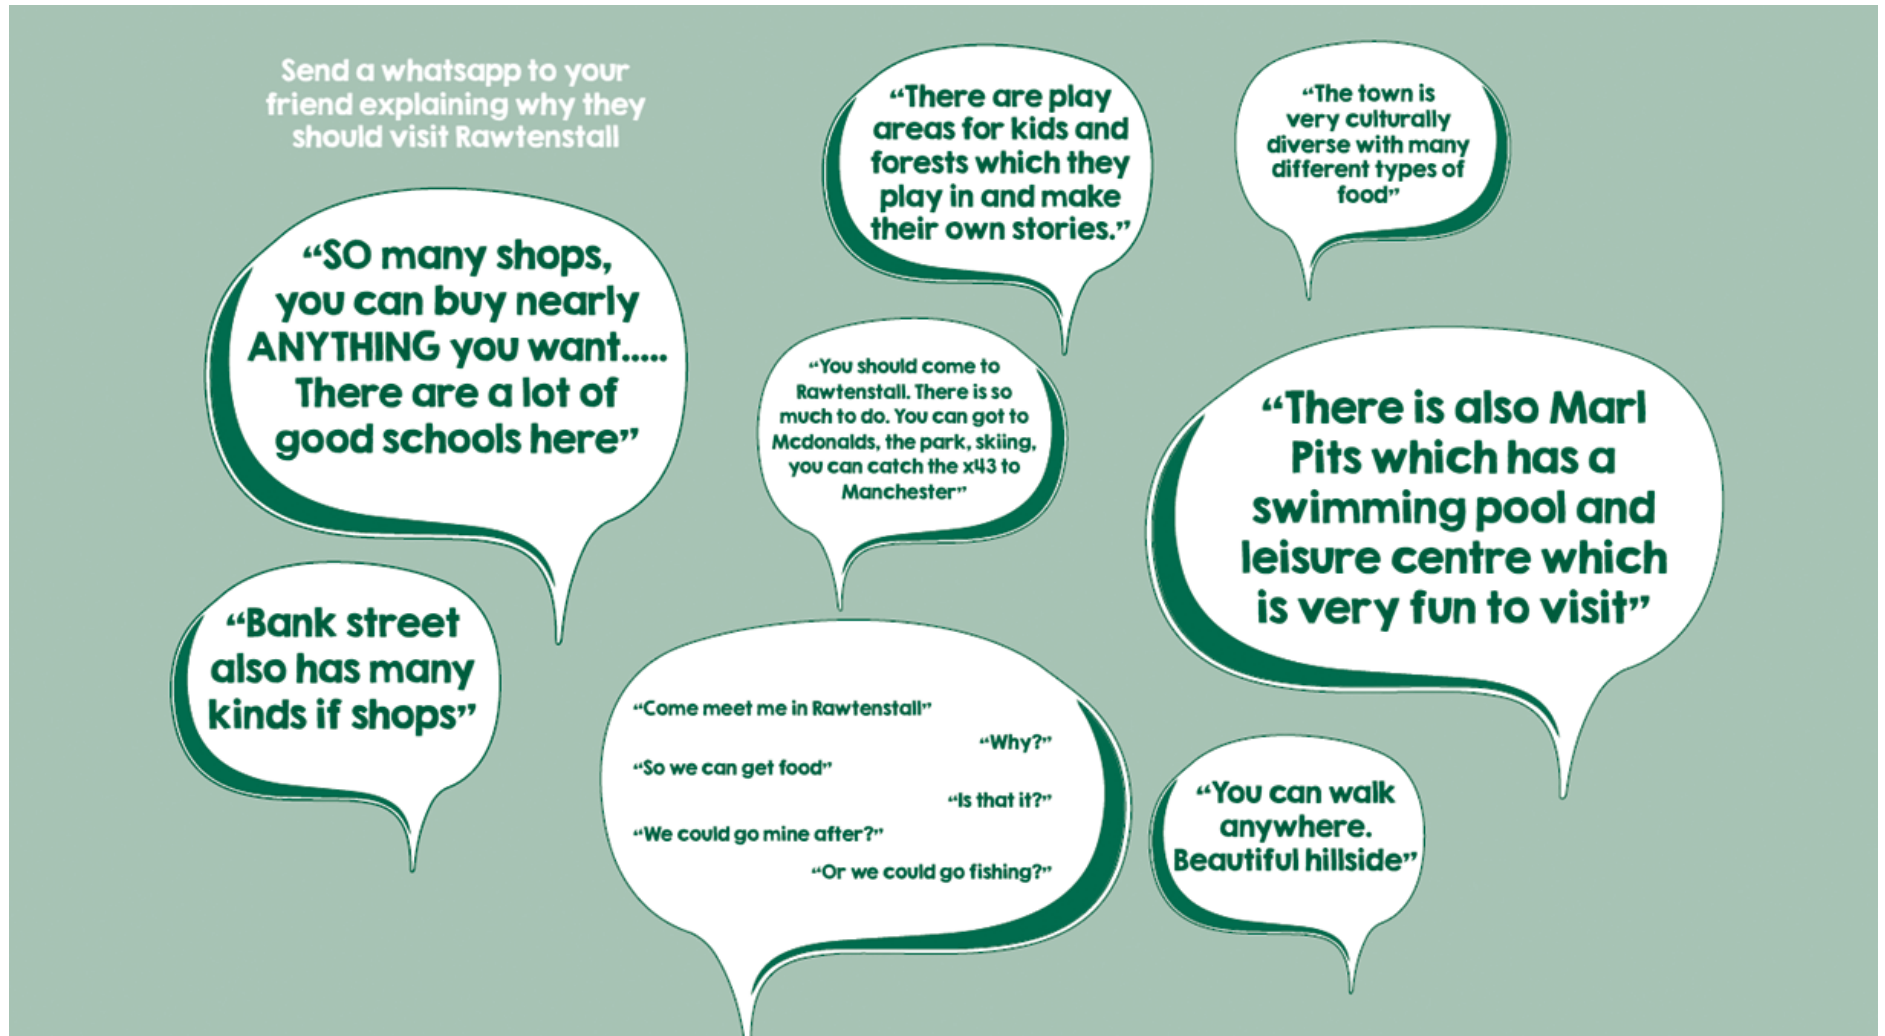 Send a whatsapp to your
friend explaining why they
should visit Rawtenstall
“There are play
areas for kids and
forests which they
play in and make
their own stories.”
“The town is
very culturally
diverse with many
different types of
food”
“SO many shops,
you can buy nearly
ANYTHING you want.....
There are a lot of
good schools here”
“You should come to
Rawtenstall. There is so
much to do. You can got to
Mcdonalds, the park, skiing,
you can catch the x43 to
Manchester”
“There is also Marl
Pits which has a
swimming pool and
leisure centre which
is very fun to visit”
“Bank street
also has many
kinds if shops”
“Come meet me in Rawtenstall”
“Why?”
“So we can get food”
“Is that it?”
“We could go mine after?”
“Or we could go fishing?”
“You can walk
anywhere.
Beautiful hillside”